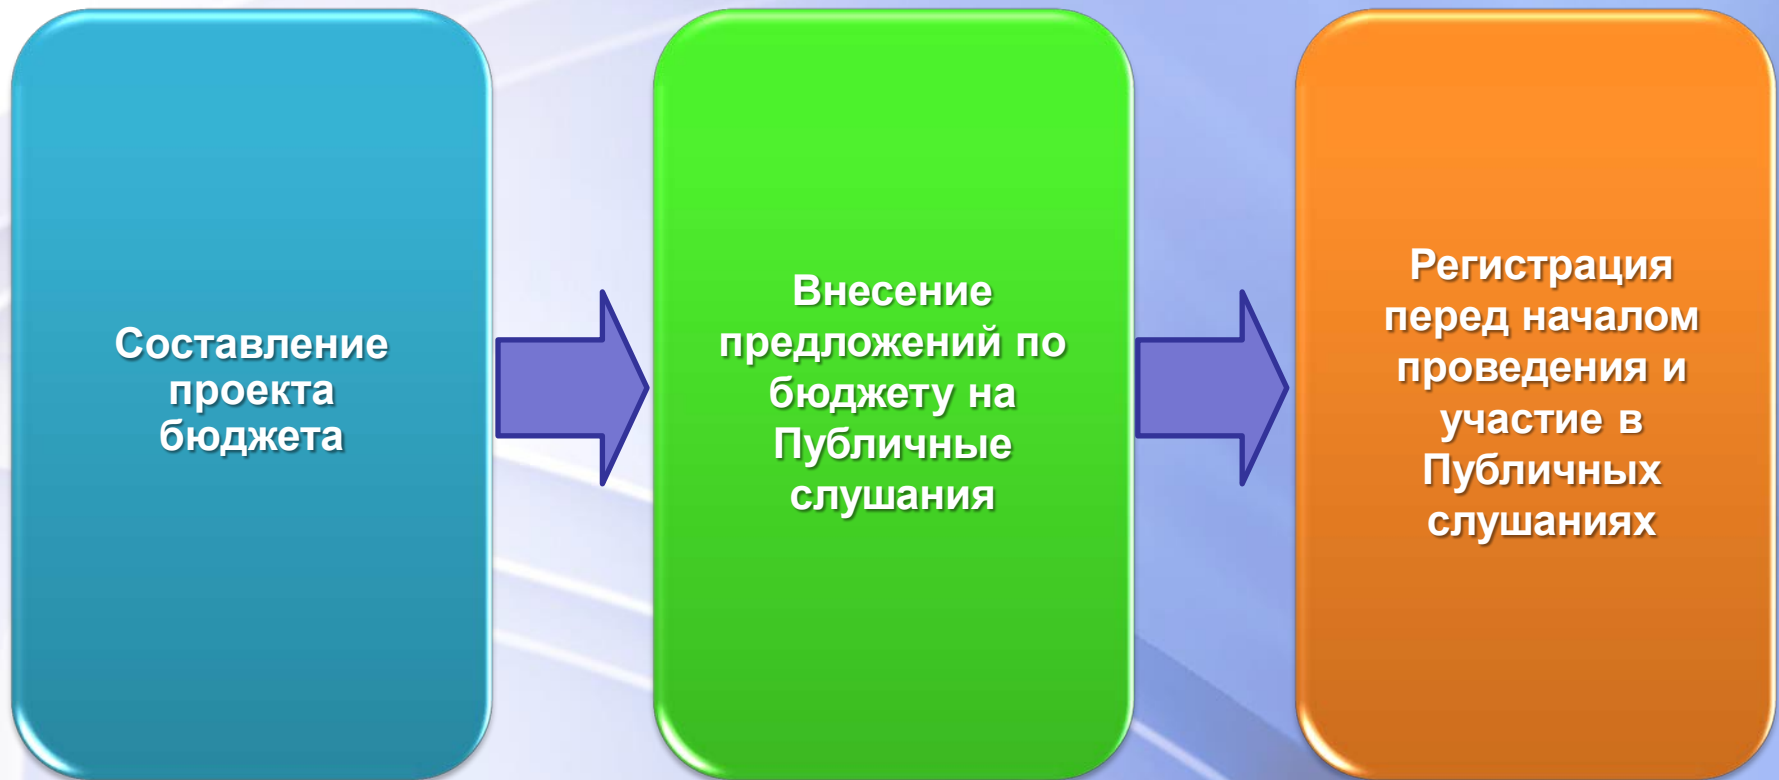 Составление
проекта
бюджета
Внесение
предложений по
бюджету на
Публичные
слушания
Регистрация
перед началом
проведения и
участие в
Публичных
слушаниях